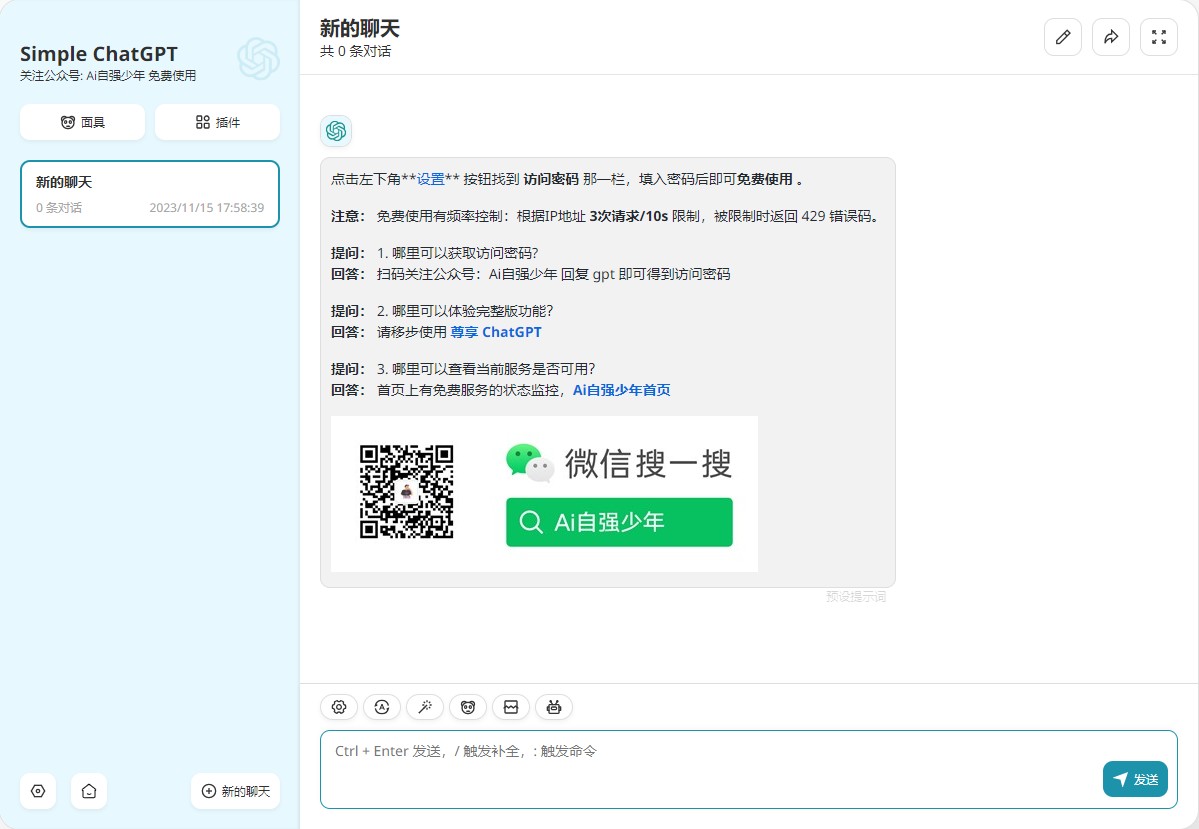 Simple ChatGPT
关注公众号: Ai自强少年 免费使用
面具
插件
新的聊天
0 条对话 2023/11/15 17:58:39
新的聊天
新的聊天
共 0 条对话
点击左下角**设置** 按钮找到 访问密码 那一栏，填入密码后即可免费使用 。
注意： 免费使用有频率控制：根据IP地址 3次请求/10s 限制，被限制时返回 429 错误码。
提问： 1. 哪里可以获取访问密码?
回答： 扫码关注公众号：Ai自强少年 回复 gpt 即可得到访问密码
提问： 2. 哪里可以体验完整版功能?
回答： 请移步使用 尊享 ChatGPT
提问： 3. 哪里可以查看当前服务是否可用?
回答： 首页上有免费服务的状态监控，Ai自强少年首页
微信搜一搜
Ai自强少年
预设提示词
Ctrl + Enter 发送，/ 触发补全，: 触发命令
发送